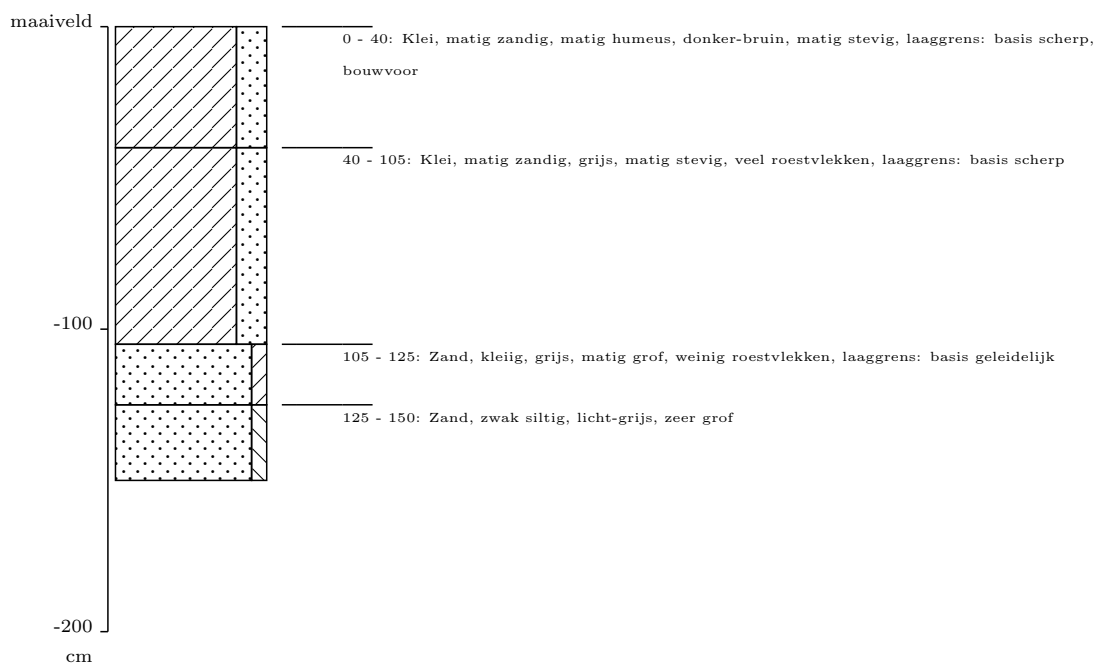 maaiveld
0 - 40: Klei, matig zandig, matig humeus, donker-bruin, matig stevig, laaggrens: basis scherp,
bouwvoor
40 - 105: Klei, matig zandig, grijs, matig stevig, veel roestvlekken, laaggrens: basis scherp
-100
105 - 125: Zand, kleiig, grijs, matig grof, weinig roestvlekken, laaggrens: basis geleidelijk
125 - 150: Zand, zwak siltig, licht-grijs, zeer grof
-200
cm